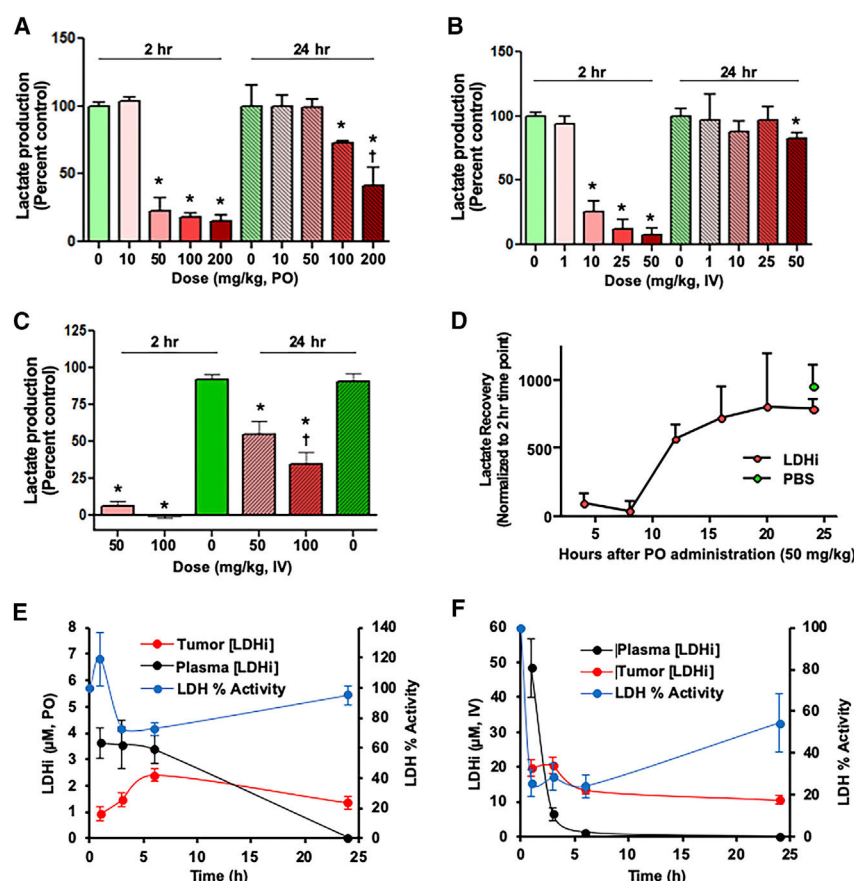 A
2 hr
24 hr
Lactate production
(Percent control)
150
100
50
0
*
*
*
*
*
†
0 10 50 100 200 0 10 50 100 200
Dose (mg/kg, PO)
B
2 hr
24 hr
Lactate production
(Percent control)
150
100
50
0
*
*
*
*
0 1 10 25 50 0 1 10 25 50
Dose (mg/kg, IV)
C
2 hr
24 hr
Lactate production
(Percent control)
125
100
75
50
25
0
*
*
*
*
†
50 100 0 50 100 0
Dose (mg/kg, IV)
D
Lactate Recovery
(Normalized to 2 hr time point)
1000
500
0
LDHi
PBS
5 10 15 20 25
Hours after PO administration (50 mg/kg)
E
LDHi (µM, PO)
8
7
6
5
4
3
2
1
0
Tumor [LDHi]
Plasma [LDHi]
LDH % Activity
140
120
100
80
60
40
20
0
LDH % Activity
0 5 10 15 20 25
Time (h)
F
LDHi (µM, IV)
60
50
40
30
20
10
0
|Plasma [LDHi]
|Tumor [LDHi]
LDH % Activity
100
80
60
40
20
0
LDH % Activity
0 5 10 15 20 25
Time (h)